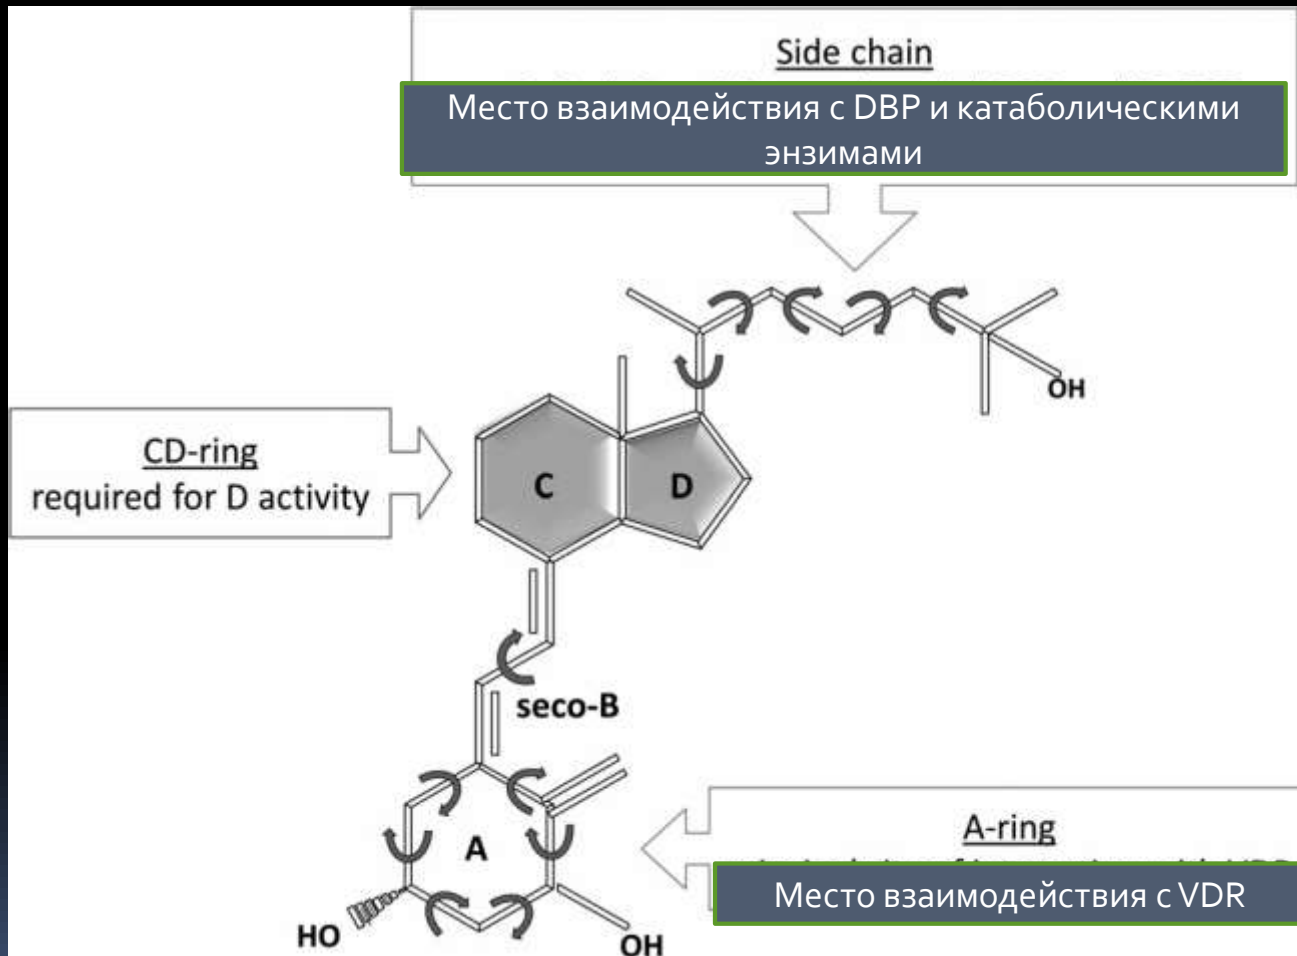 Side chain
Место взаимодействия с DBP и катаболическими
энзимами
OH
CD-ring
required for D activity
C
D
seco-B
A
A-ring
Место взаимодействия с VDR
HO
OH